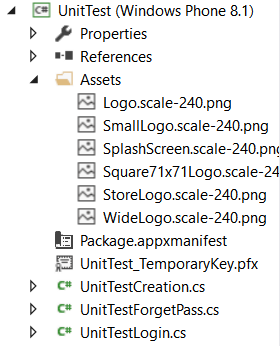 C# UnitTest (Windows Phone 8.1)
Properties
References
Assets
Logo.scale-240.png
SmallLogo.scale-240.png
SplashScreen.scale-240.pn
Square71x71Logo.scale-24
StoreLogo.scale-240.png
WideLogo.scale-240.png
Package.appxmanifest
UnitTest_TemporaryKey.pfx
C# UnitTestCreation.cs
C# UnitTestForgetPass.cs
C# UnitTestLogin.cs